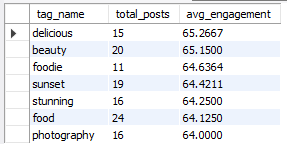 tag_name total_posts avg_engagement
delicious 15 65.2667
beauty 20 65.1500
foodie 11 64.6364
sunset 19 64.4211
stunning 16 64.2500
food 24 64.1250
photography 16 64.0000